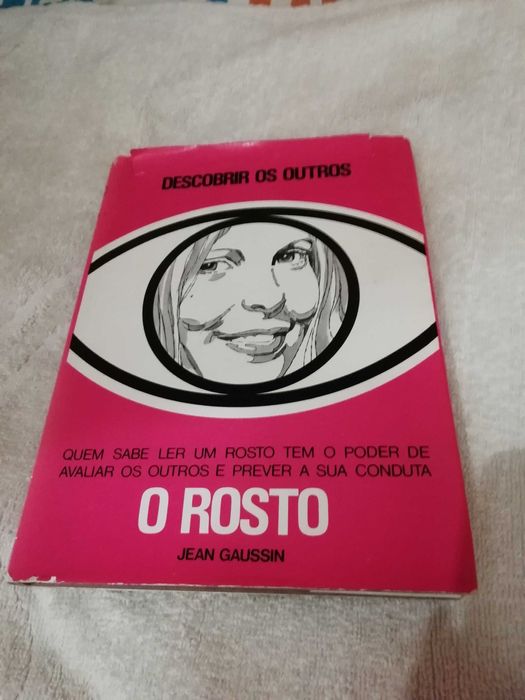 DESCOBRIR OS OUTROS
QUEM SABE LER UM ROSTO TEM O PODER DE
AVALIAR OS OUTROS E PREVER A SUA CONDUTA
O ROSTO
JEAN GAUSSIN